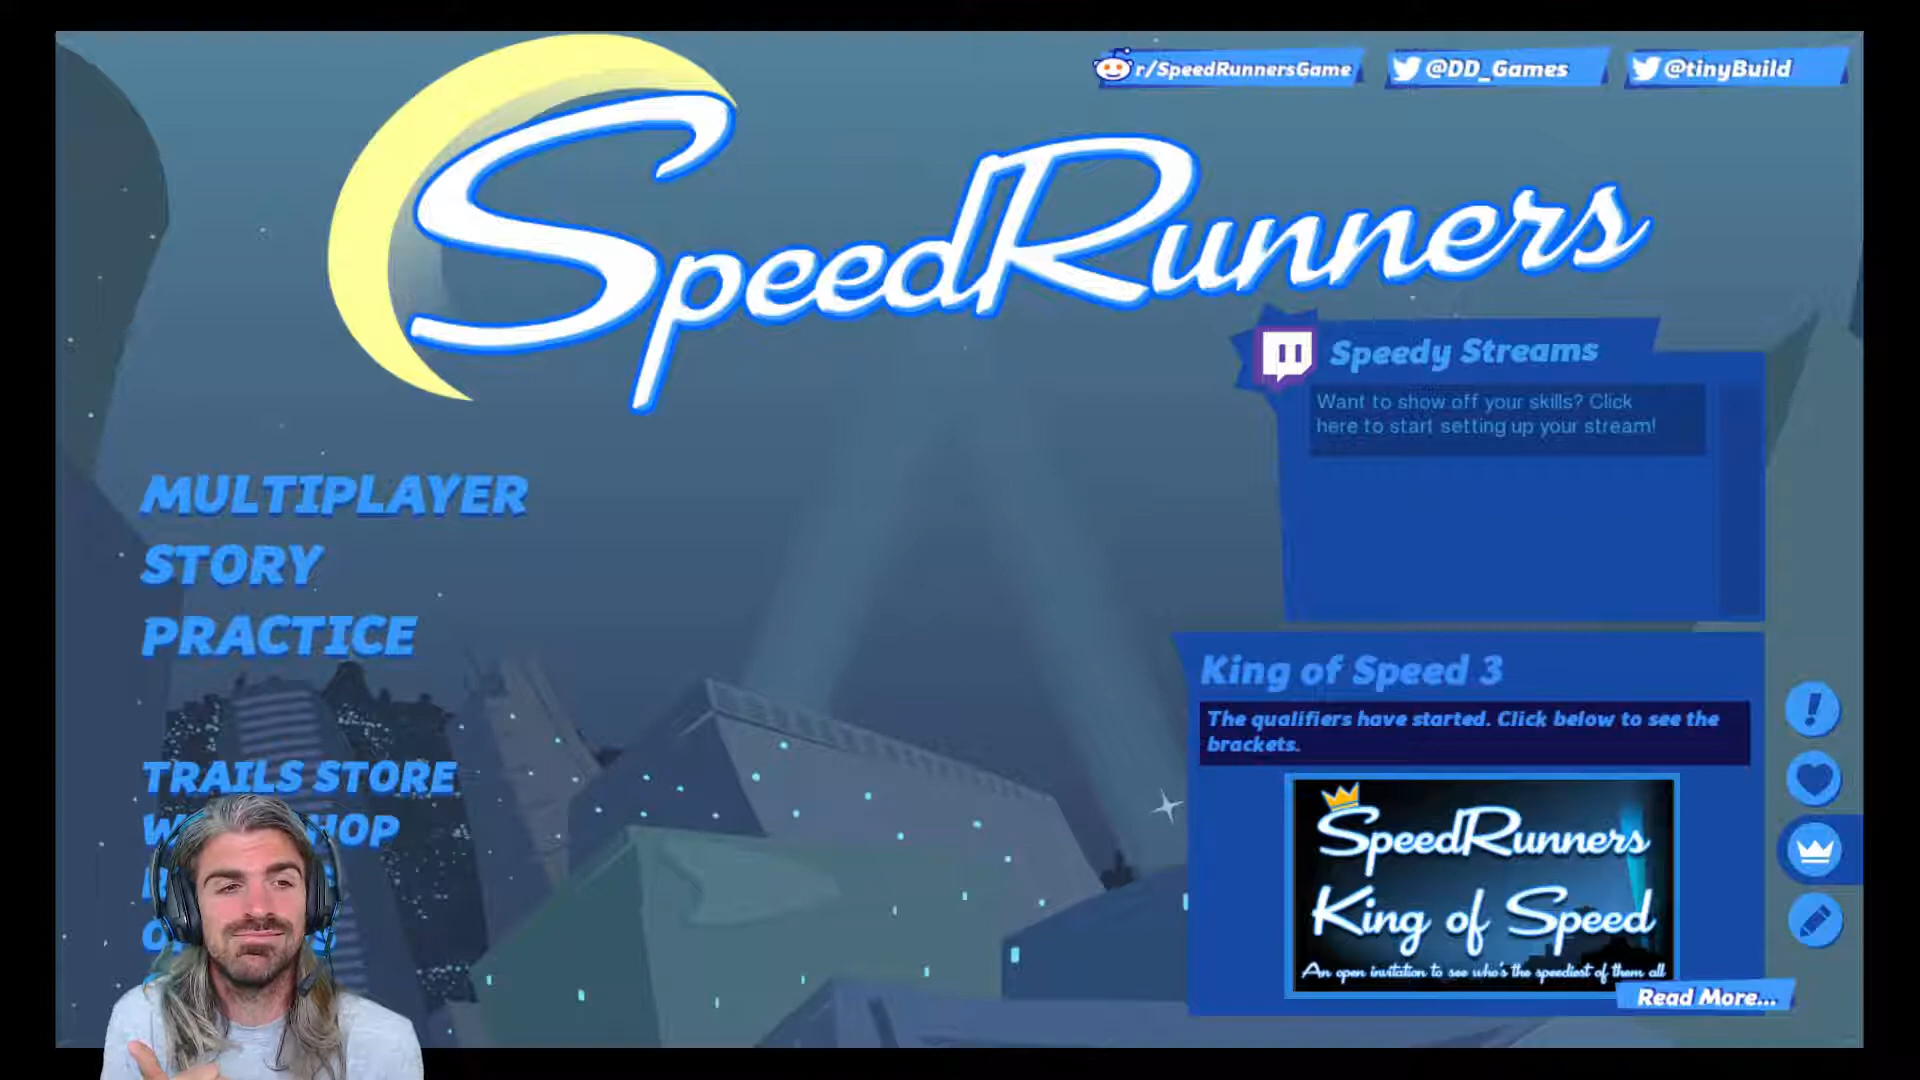 r/SpeedRunnersGame
@DD_Games
@tinyBuild
SpeedRunners
Speedy Streams
Want to show off your skills? Click
here to start setting up your stream!
MULTIPLAYER
STORY
PRACTICE
TRAILS STORE
King of Speed 3
The qualifiers have started. Click below to see the
brackets.
SpeedRunners
King of Speed
An open invitation to see who's the speediest of them all
Read More...